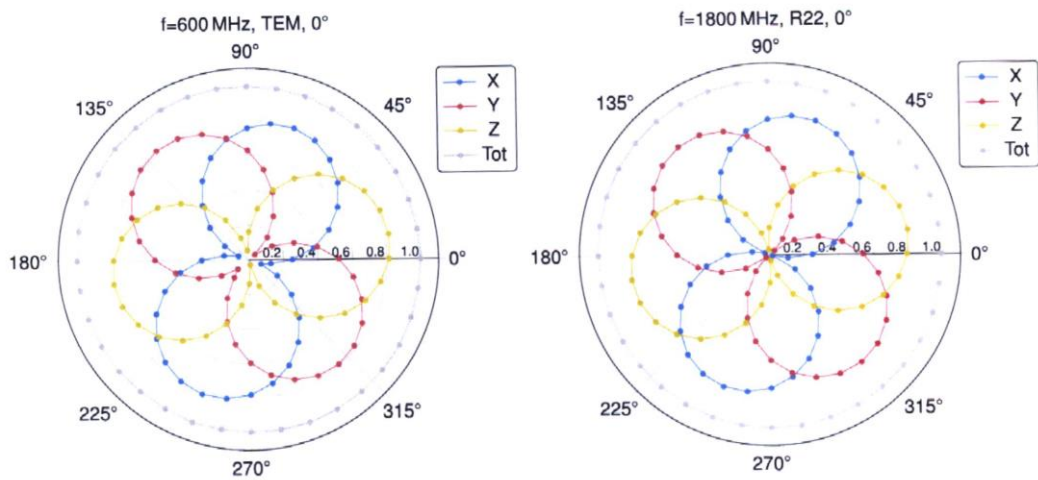 f=600 MHz, TEM, 0°
90°
135°
45°
X
Y
Z
Tot
180°
0.2 0.4 0.6 0.8 1.0
0°
225°
315°
270°
f=1800 MHz, R22, 0°
90°
135°
45°
X
Y
Z
Tot
180°
0.2 0.4 0.6 0.8 1.0
0°
225°
315°
270°